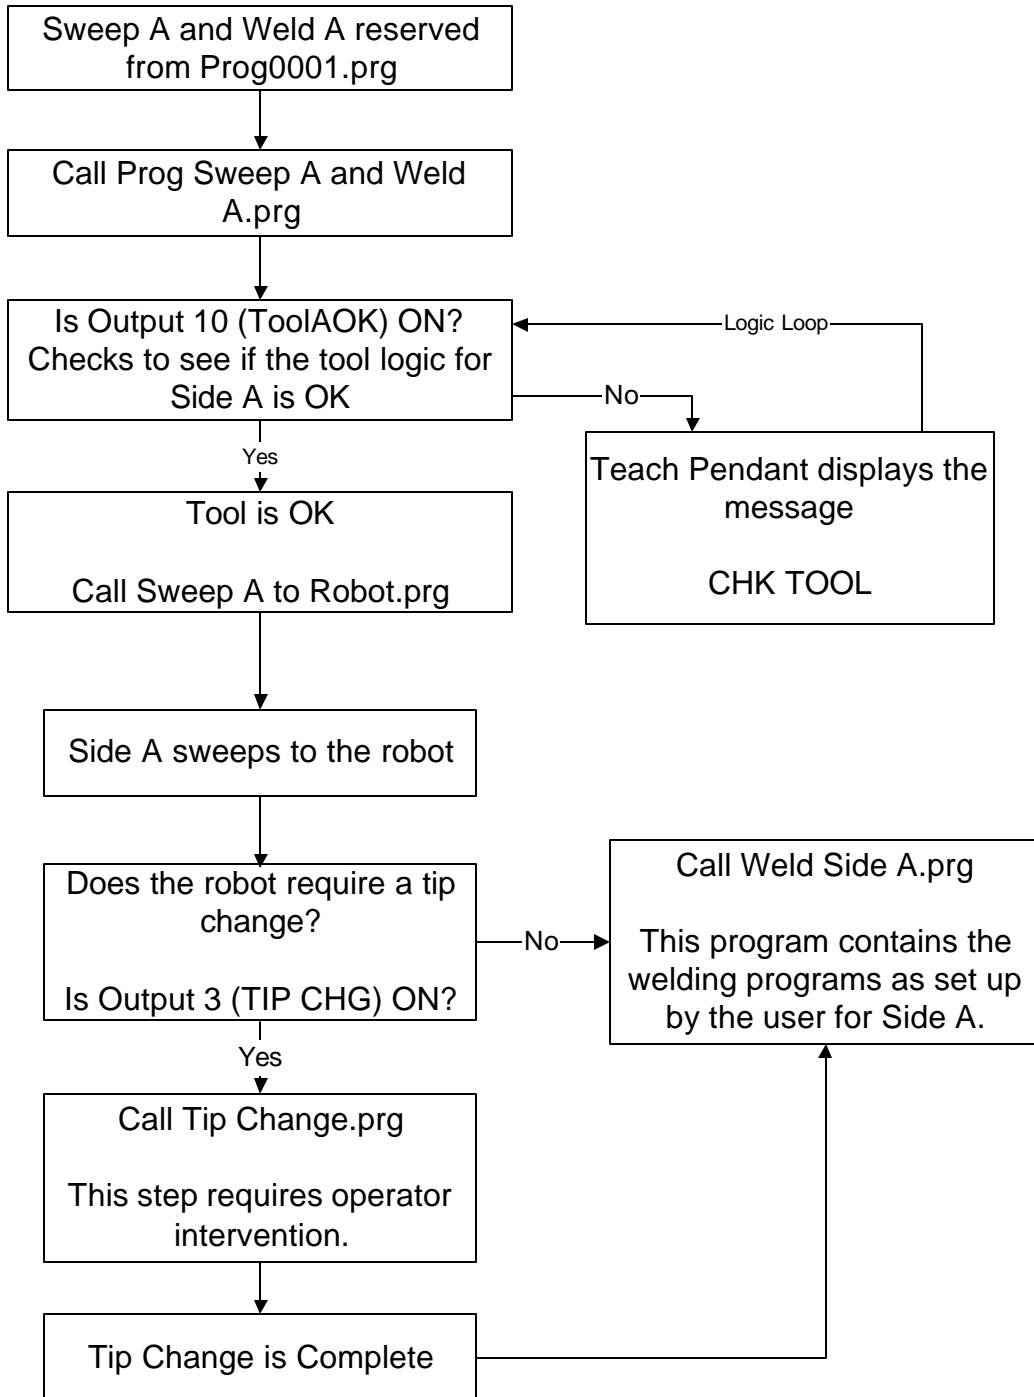 Sweep A and Weld A reserved
from Prog0001.prg
Call Prog Sweep A and Weld
A.prg
Is Output 10 (ToolAOK) ON?
Checks to see if the tool logic for
Side A is OK
Logic Loop
No
Teach Pendant displays the
message
CHK TOOL
Yes
Tool is OK
Call Sweep A to Robot.prg
Side A sweeps to the robot
Does the robot require a tip
change?
Is Output 3 (TIP CHG) ON?
No
Call Weld Side A.prg
This program contains the
welding programs as set up
by the user for Side A.
Yes
Call Tip Change.prg
This step requires operator
intervention.
Tip Change is Complete